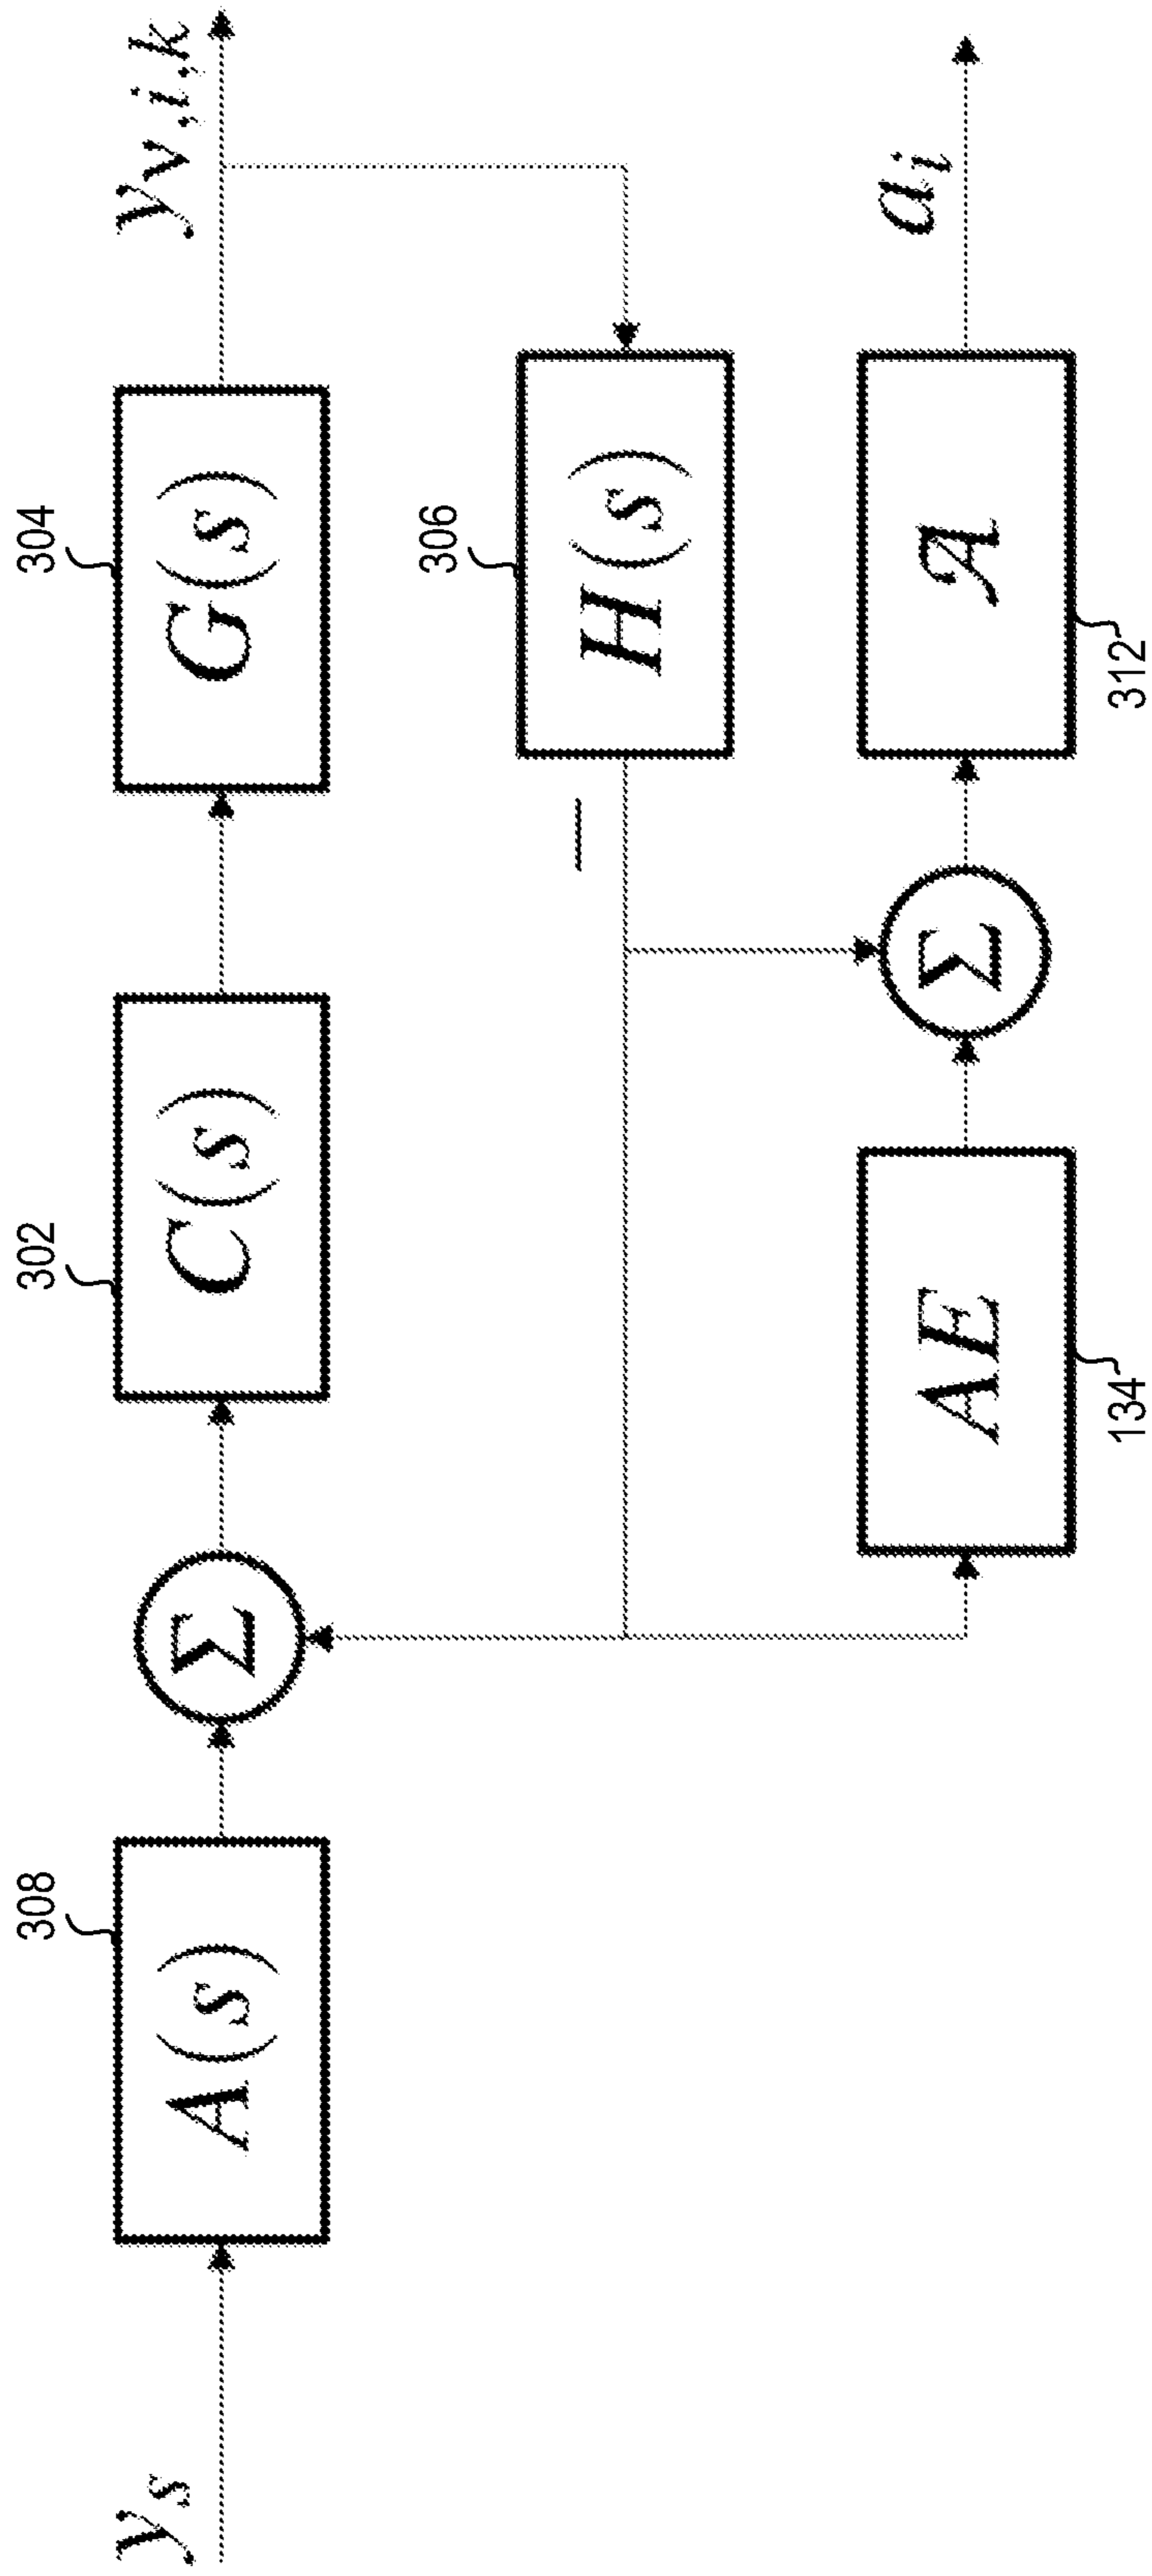 308
302
304
y_s
A(s)
Σ
C(s)
G(s)
y_{v,i,k}
306
−
H(s)
AE
Σ
𝒜
a_i
134
312